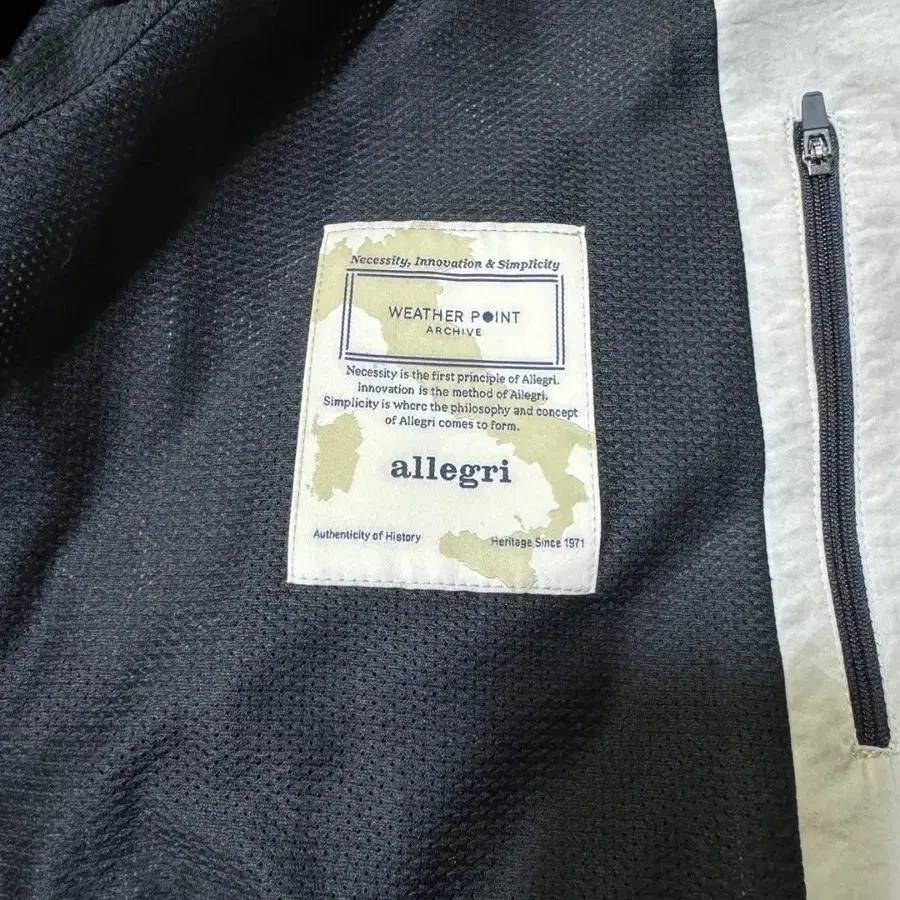 Necessity, Innovation & Simplicity
WEATHER POINT
ARCHIVE
Necessity is the first principle of Allegri.
Innovation is the method of Allegri.
Simplicity is where the philosophy and concept
of Allegri comes to form.
allegri
Authenticity of History
Heritage Since 1971